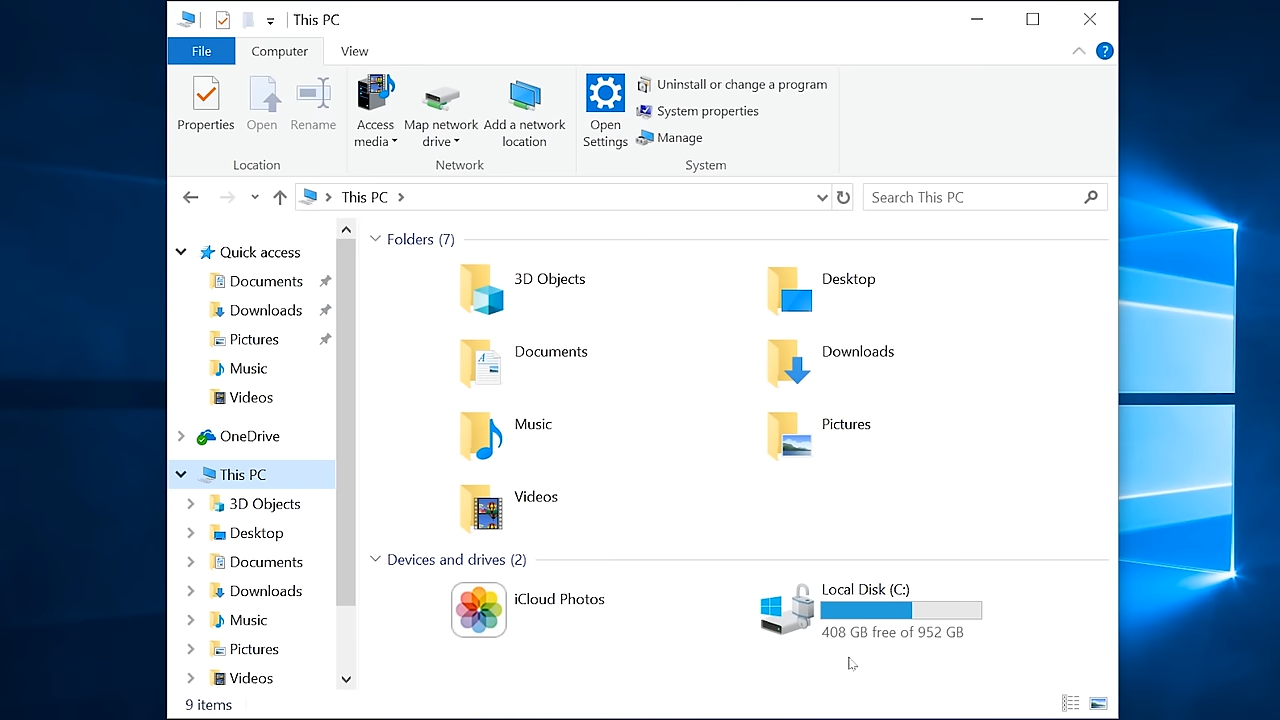 This PC
File
Computer
View
?
Properties
Open
Rename
Access media
Map network drive
Add a network location
Open Settings
Uninstall or change a program
System properties
Manage
Location
Network
System
This PC
Search This PC
Quick access
Documents
Downloads
Pictures
Music
Videos
OneDrive
This PC
3D Objects
Desktop
Documents
Downloads
Music
Pictures
Videos
Folders (7)
3D Objects
Desktop
Documents
Downloads
Music
Pictures
Videos
Devices and drives (2)
iCloud Photos
Local Disk (C:)
408 GB free of 952 GB
9 items